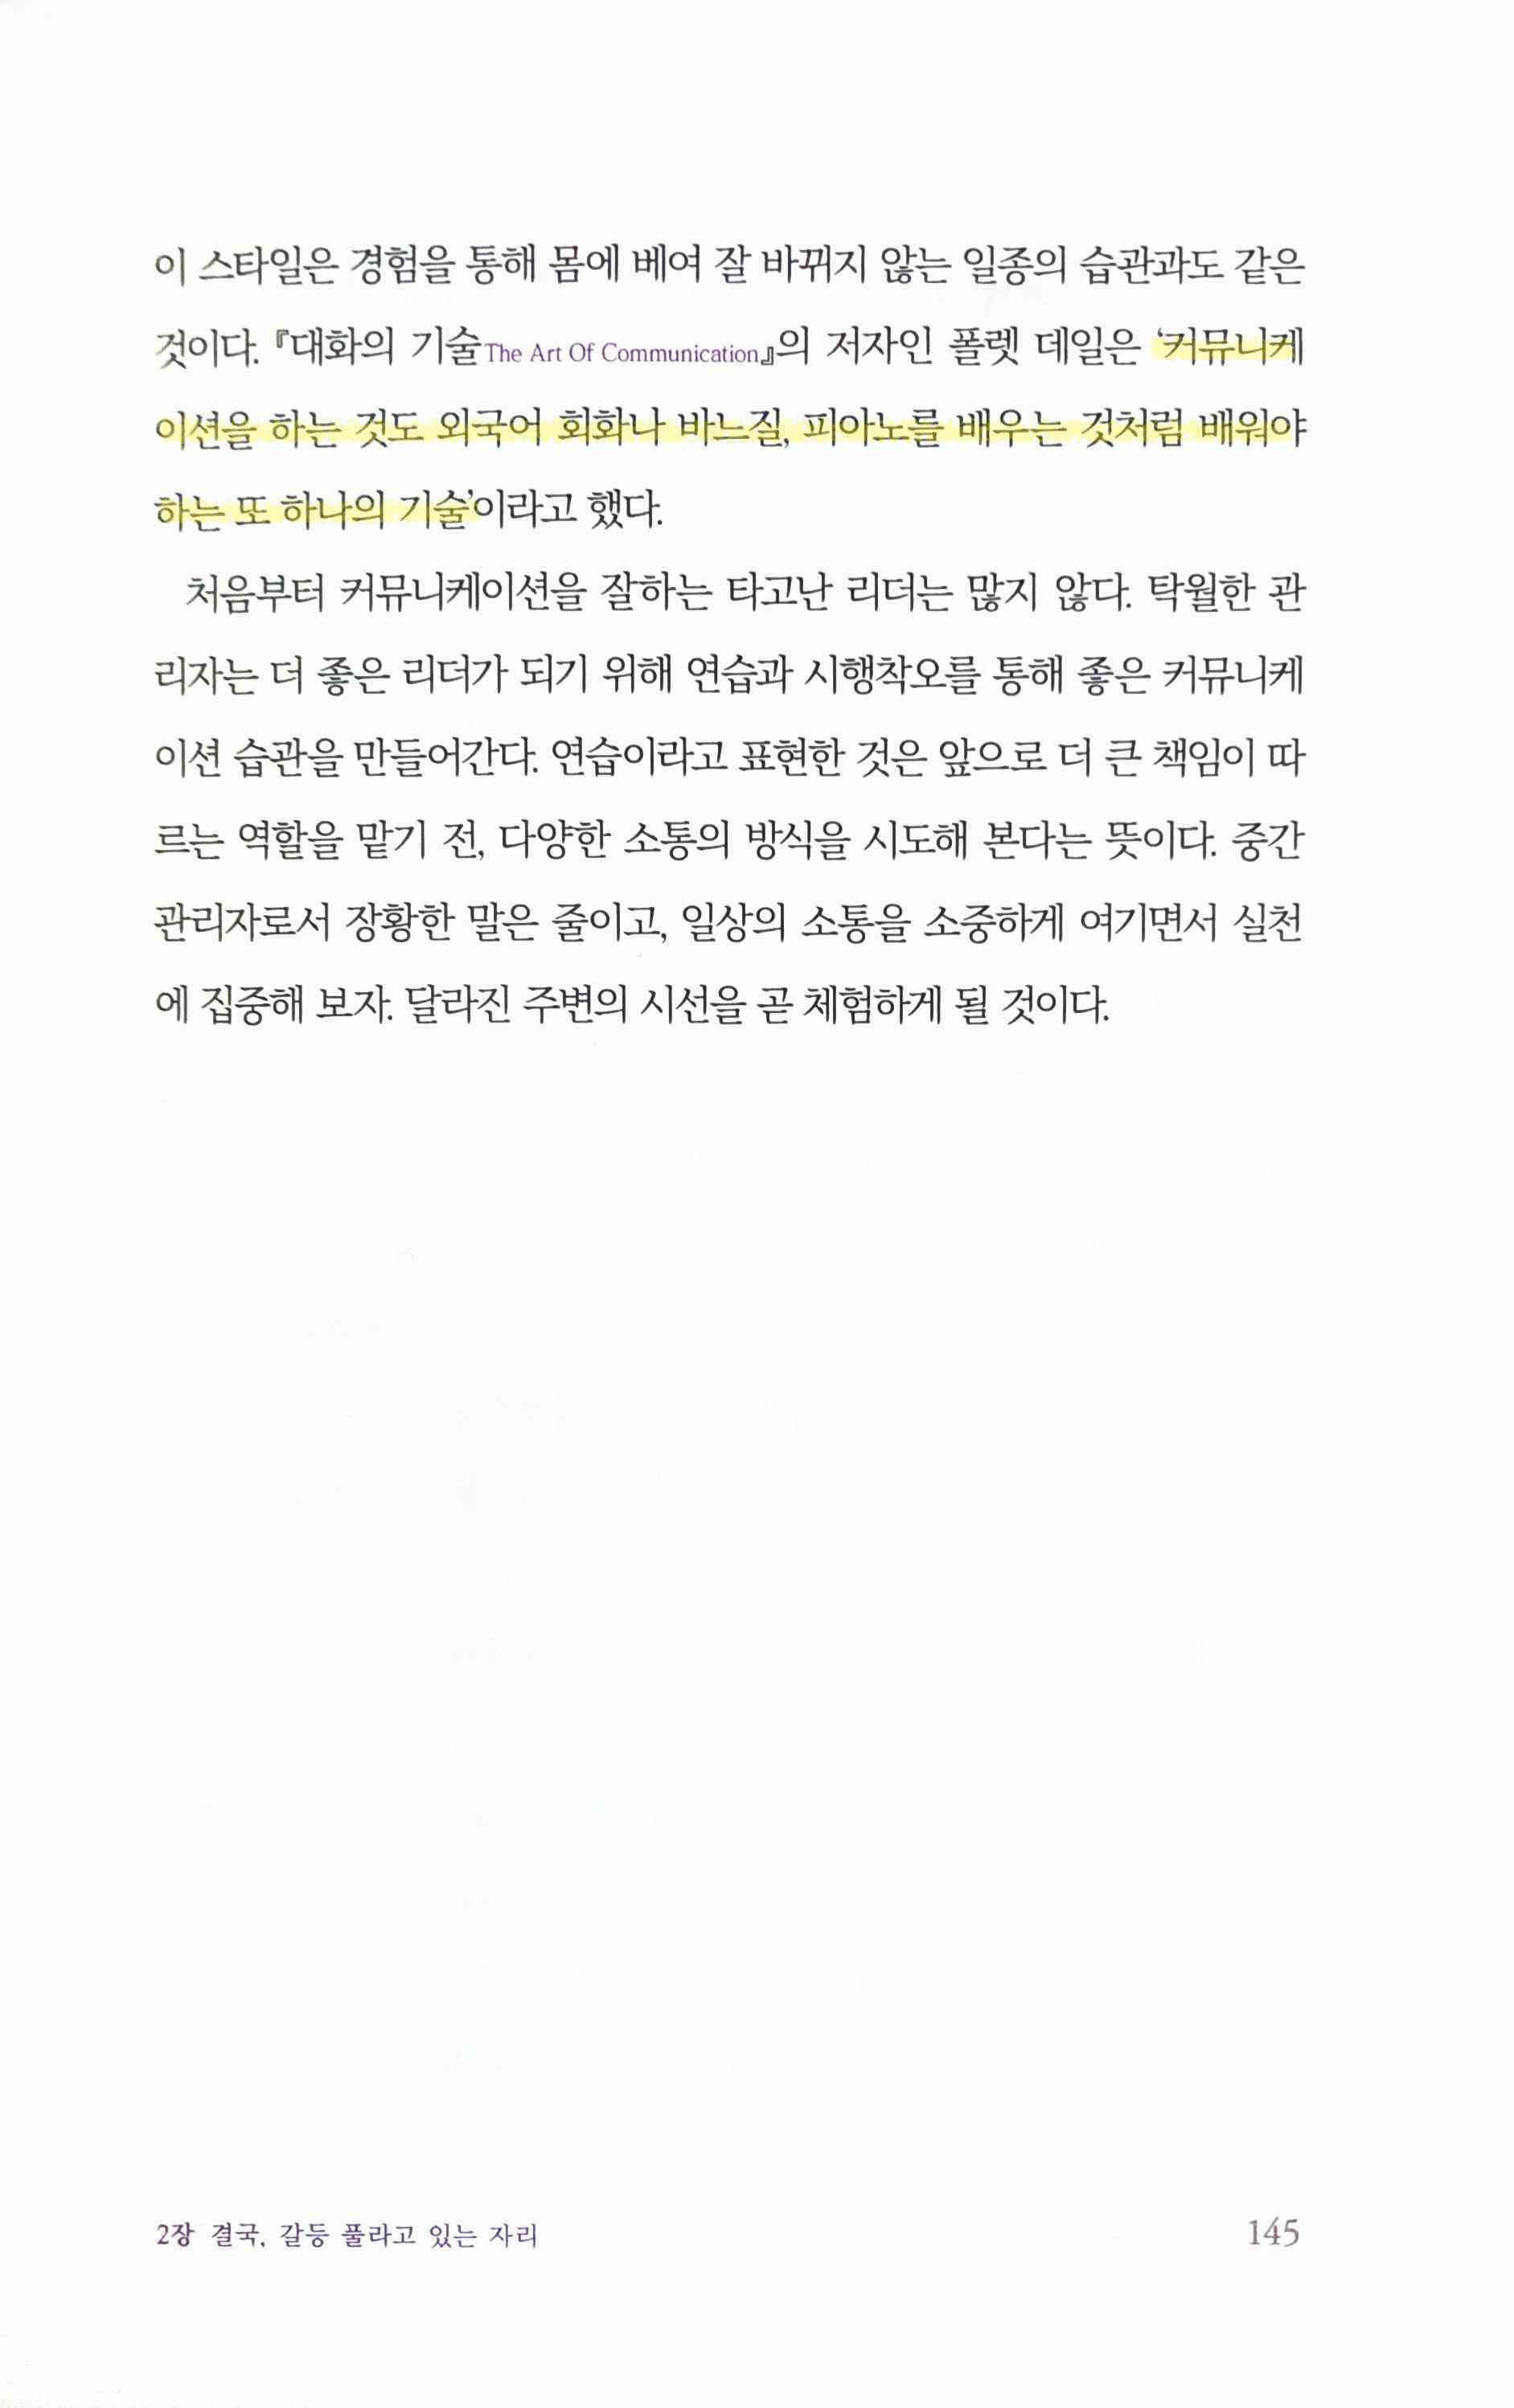 이 스타일은 경험을 통해 몸에 베여 잘 바뀌지 않는 일종의 습관과도 같은
것이다. 『대화의 기술The Art Of Communication』의 저자인 폴렛 데일은 '커뮤니케
이션을 하는 것도 외국어 회화나 바느질, 피아노를 배우는 것처럼 배워야
하는 또 하나의 기술'이라고 했다.
처음부터 커뮤니케이션을 잘하는 타고난 리더는 많지 않다. 탁월한 관
리자는 더 좋은 리더가 되기 위해 연습과 시행착오를 통해 좋은 커뮤니케
이션 습관을 만들어간다. 연습이라고 표현한 것은 앞으로 더 큰 책임이 따
르는 역할을 맡기 전, 다양한 소통의 방식을 시도해 본다는 뜻이다. 중간
관리자로서 장황한 말은 줄이고, 일상의 소통을 소중하게 여기면서 실천
에 집중해 보자. 달라진 주변의 시선을 곧 체험하게 될 것이다.
2장 결국, 갈등 풀라고 있는 자리
145